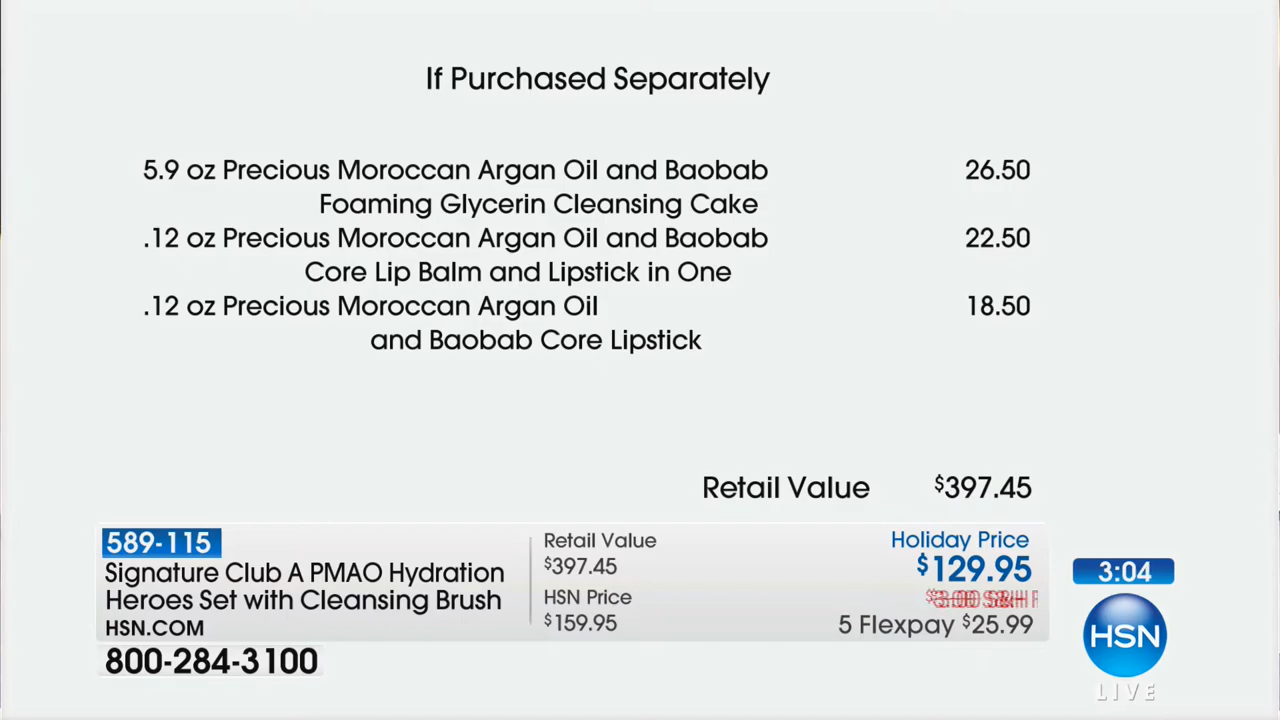 If Purchased Separately
5.9 oz Precious Moroccan Argan Oil and Baobab 26.50
Foaming Glycerin Cleansing Cake
.12 oz Precious Moroccan Argan Oil and Baobab 22.50
Core Lip Balm and Lipstick in One
.12 oz Precious Moroccan Argan Oil 18.50
and Baobab Core Lipstick
Retail Value $397.45
589-115
Signature Club A PMAO Hydration
Heroes Set with Cleansing Brush
HSN.COM
800-284-3100
Retail Value
$397.45
HSN Price
$159.95
Holiday Price
$129.95
5 Flexpay $25.99
3:04
HSN
LIVE